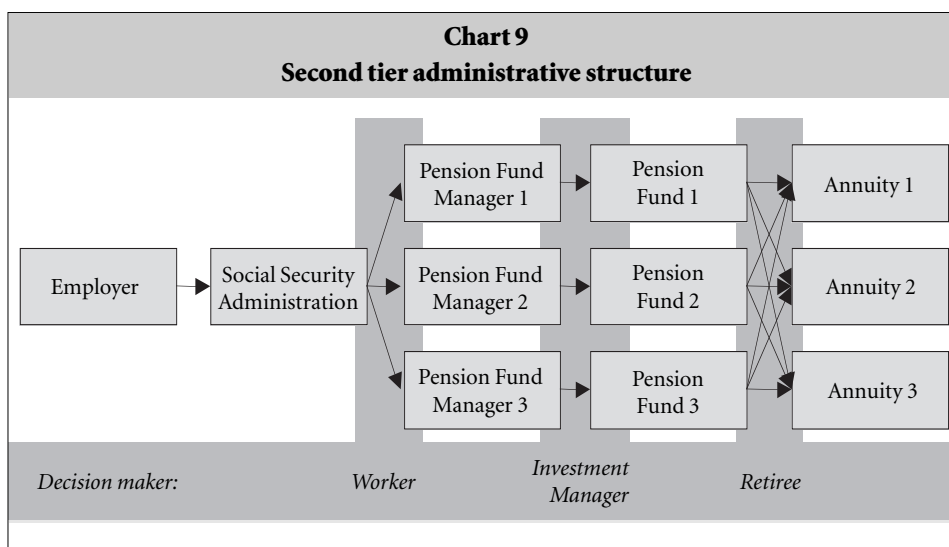 Chart 9
Second tier administrative structure
Employer
Social Security
Administration
Pension Fund
Manager 1
Pension Fund
Manager 2
Pension Fund
Manager 3
Pension
Fund 1
Pension
Fund 2
Pension
Fund 3
Annuity 1
Annuity 2
Annuity 3
Decision maker:
Worker
Investment
Manager
Retiree